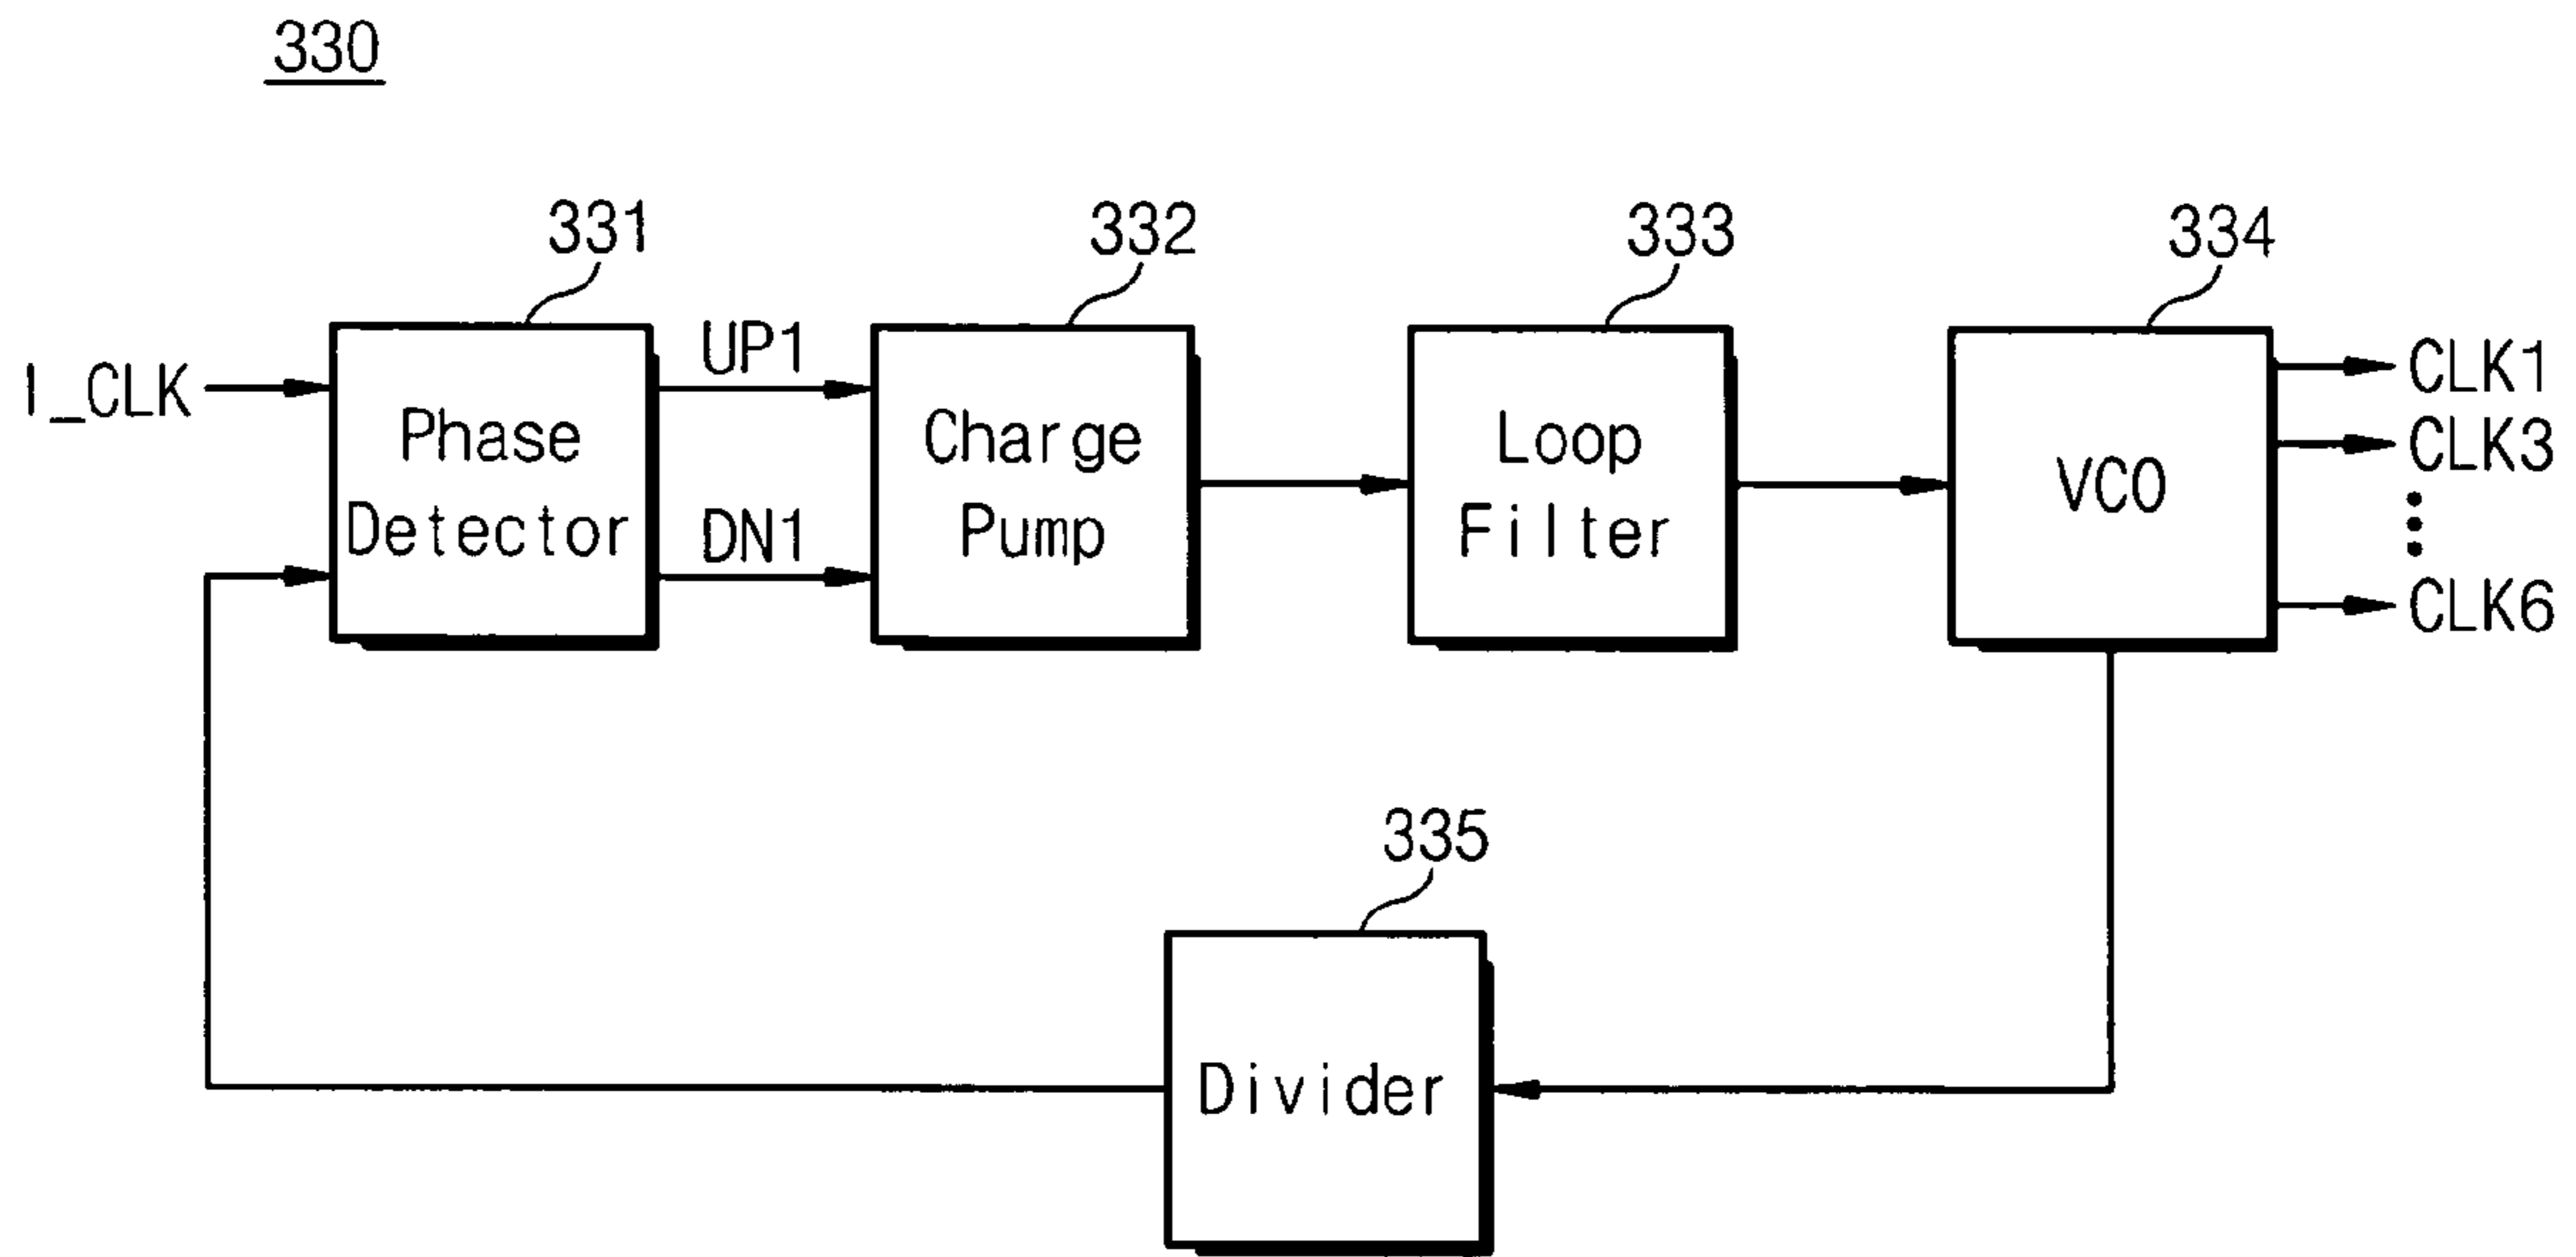 330
331
332
333
334
I_CLK
Phase
Detector
UP1
DN1
Charge
Pump
Loop
Filter
VCO
CLK1
CLK3
CLK6
335
Divider